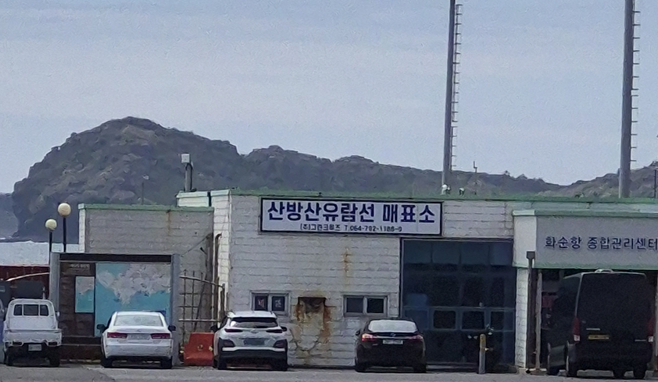 산방산유람선 매표소
(주)그랜크루즈 T.064-792-1188~9
화순항 종합관리센터